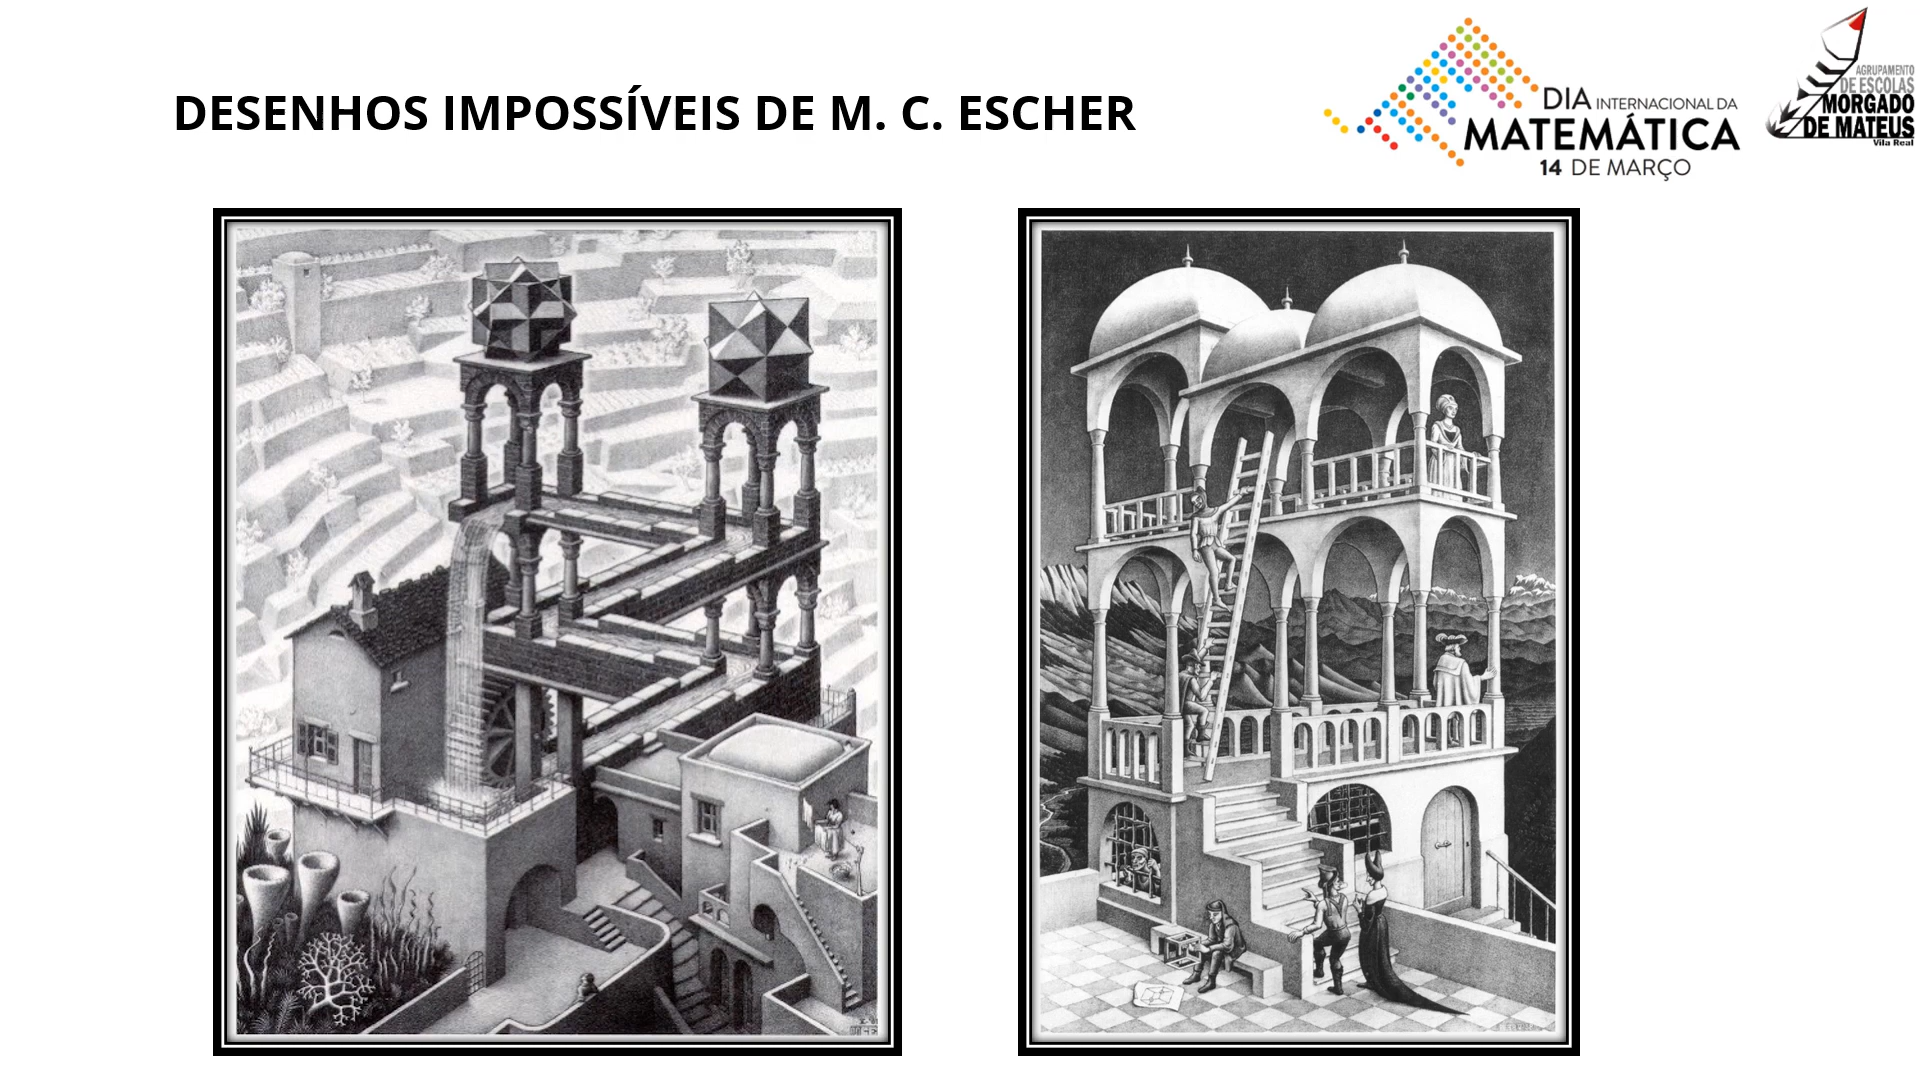 DESENHOS IMPOSSÍVEIS DE M. C. ESCHER
DIA INTERNACIONAL DA
MATEMÁTICA
14 DE MARÇO
AGRUPAMENTO
DE ESCOLAS
MORGADO
DE MATEUS
Vila Real